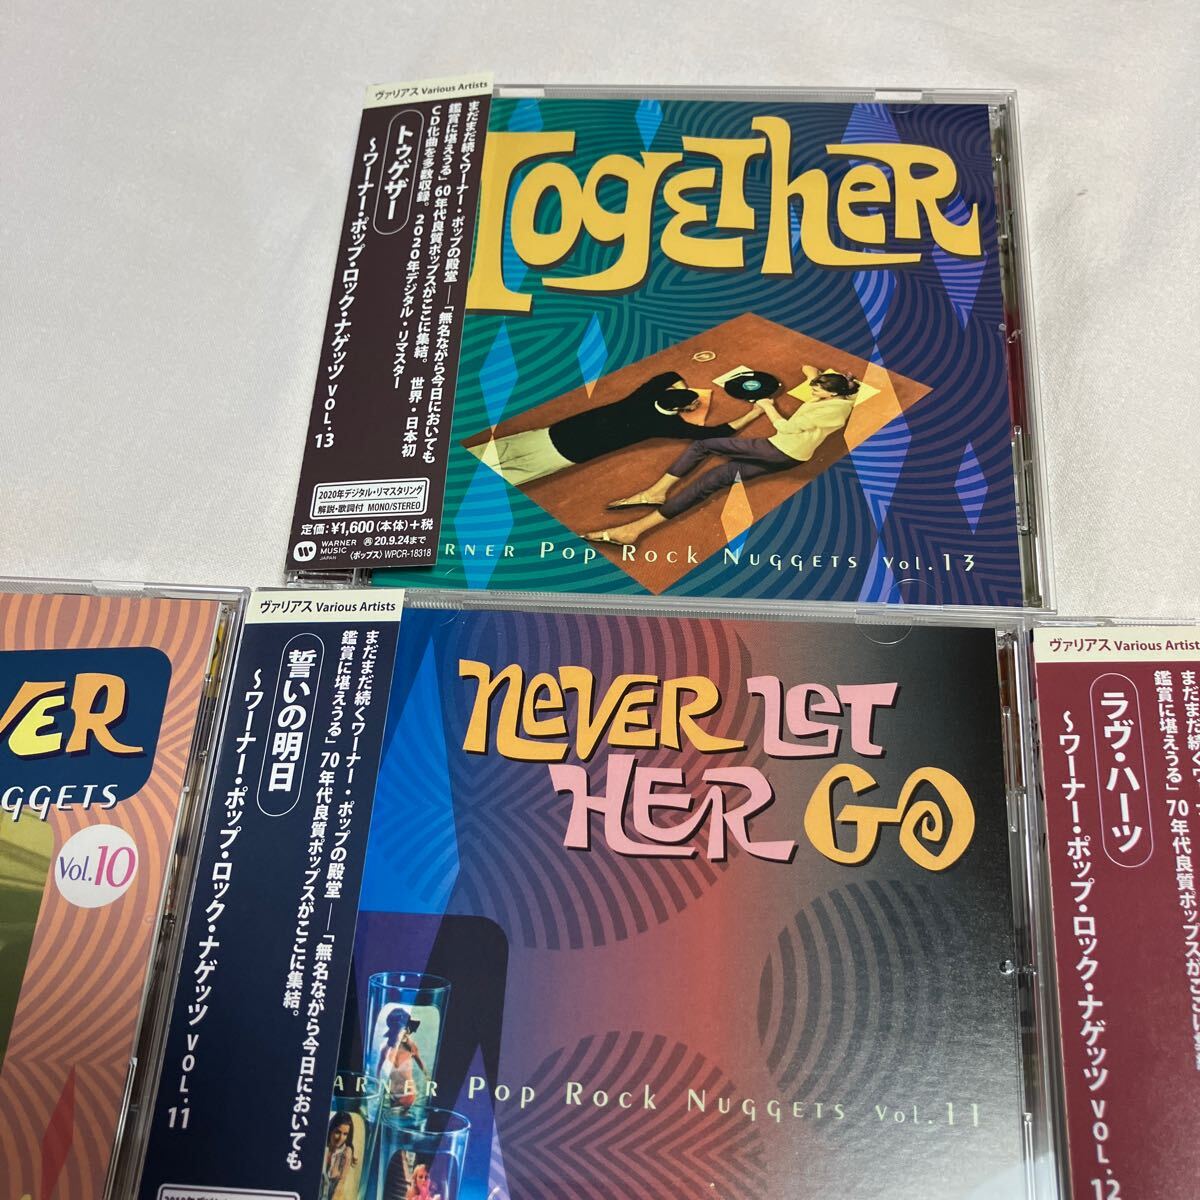 ヴァリアス Various Artists
まだまだ続くワーナー・ポップの殿堂―「無名ながら今日においても
鑑賞に堪えうる」60年代良質ポップスがここに集結。 世界・日本初
CD化曲を多数収録。2020年デジタル・リマスター
トゥゲザー
〜ワーナー・ポップ・ロック・ナゲッツ VOL.13
2020年デジタル・リマスタリング
解説・歌詞付 MONO/STEREO
定価:¥1,600(本体)+税
WARNER MUSIC JAPAN
20.9.24まで
(ポップス) WPCR-18318
TOGETHER
WARNER POP ROCK NUGGETS VOL.13
VER
UGGETS
Vol.10
ヴァリアス Various Artists
まだまだ続くワーナー・ポップの殿堂―「無名ながら今日においても
鑑賞に堪えうる」70年代良質ポップスがここに集結。
誓いの明日
〜ワーナー・ポップ・ロック・ナゲッツ VOL.11
NEVER LET
HER GO
WARNER POP ROCK NUGGETS VOL.11
ヴァリアス Various Artist
まだまだ続く
鑑賞に堪えうる」70年代良質ポップスがここに集
ラヴ・ハーツ
〜ワーナー・ポップ・ロック・ナゲッツ VOL.12